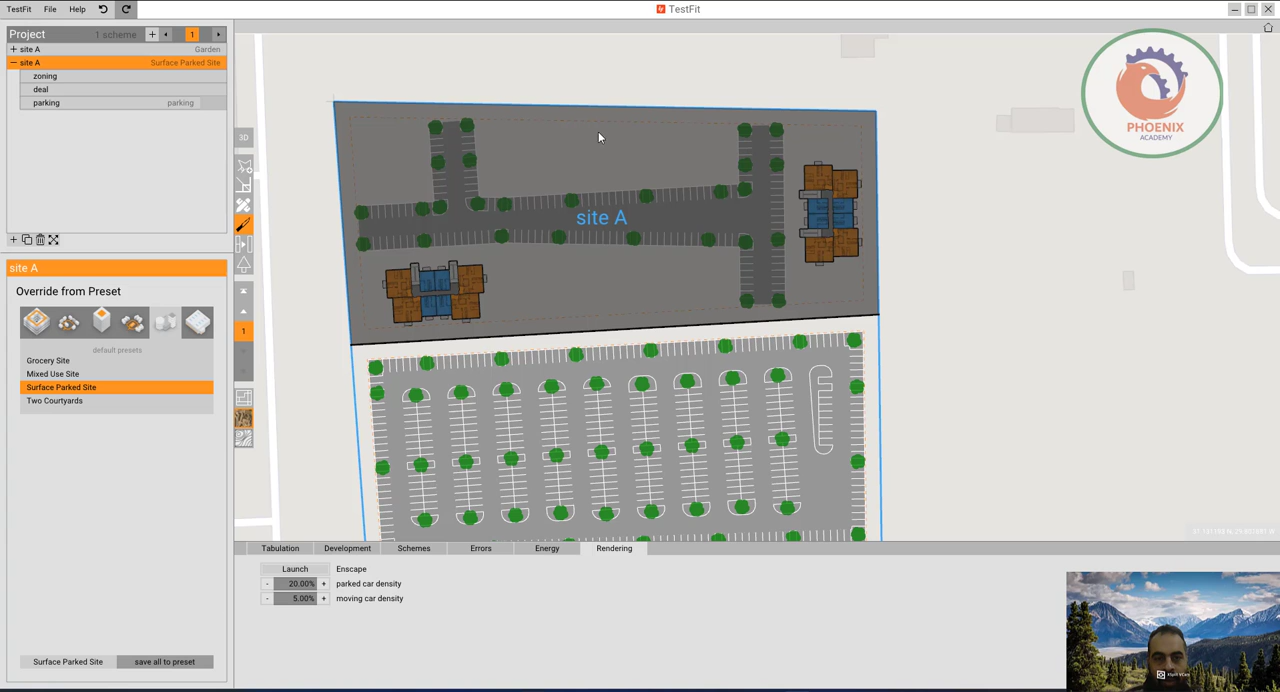 TestFit File Help
TestFit
Project 1 scheme + 1
+ site A Garden
− site A Surface Parked Site
zoning
deal
parking parking
3D
1
site A
Override from Preset
default presets
Grocery Site
Mixed Use Site
Surface Parked Site
Two Courtyards
Surface Parked Site save all to preset
site A
PHOENIX
ACADEMY
Tabulation Development Schemes Errors Energy Rendering
Launch Enscape
- 20.00% + parked car density
- 5.00% + moving car density